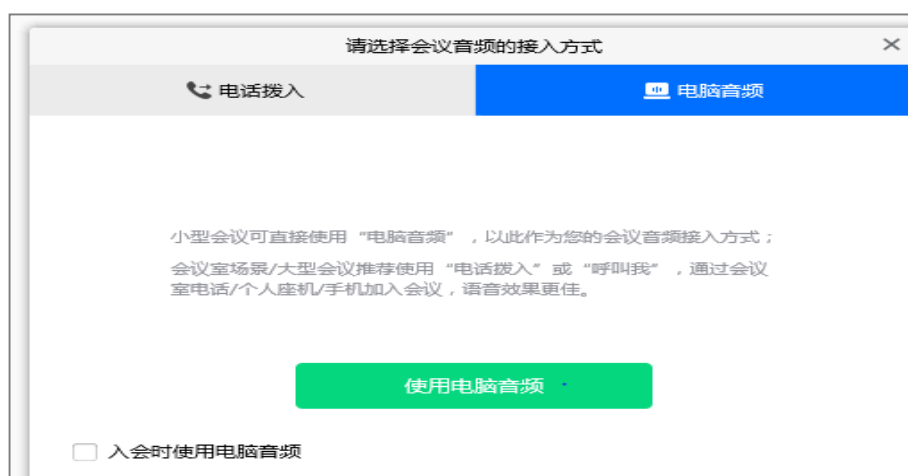 请选择会议音频的接入方式
电话拨入
电脑音频
小型会议可直接使用“电脑音频”，以此作为您的会议音频接入方式；
会议室场景/大型会议推荐使用“电话拨入”或“呼叫我”，通过会议
室电话/个人座机/手机加入会议，语音效果更佳。
使用电脑音频
入会时使用电脑音频